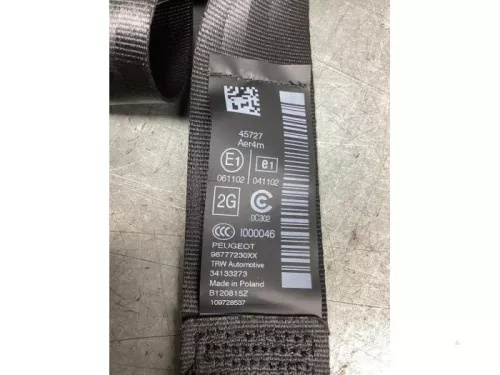 45727
Aer4m
E1 e1
061102 041102
2G C
0C302
CCC I000046
PEUGEOT
96777230XX
TRW Automotive
34133273
Made in Poland
B120815Z
109728537